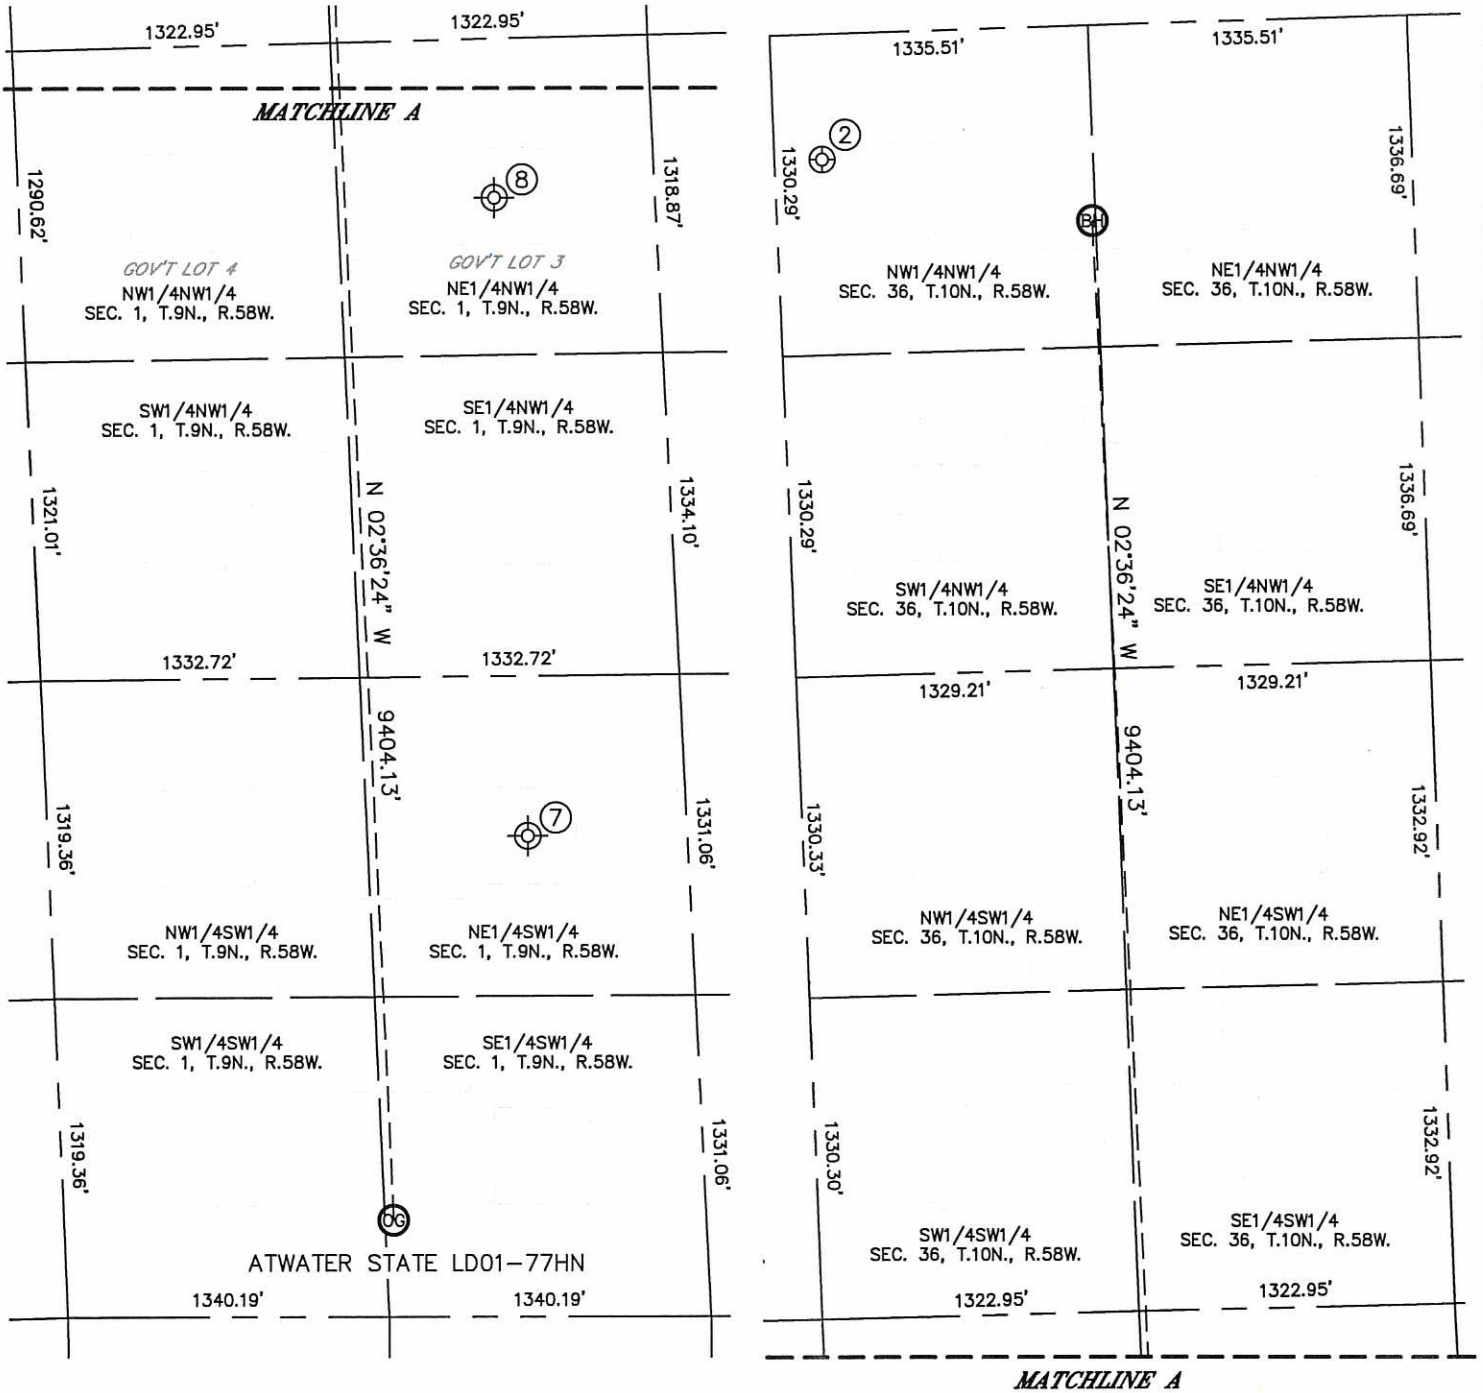 1322.95'
1322.95'
MATCHLINE A
1290.62'
8
1318.87'
GOV'T LOT 4
NW1/4NW1/4
SEC. 1, T.9N., R.58W.
GOV'T LOT 3
NE1/4NW1/4
SEC. 1, T.9N., R.58W.
SW1/4NW1/4
SEC. 1, T.9N., R.58W.
SE1/4NW1/4
SEC. 1, T.9N., R.58W.
1321.01'
N 02°36'24" W
1334.10'
1332.72'
1332.72'
9404.13'
1319.36'
7
1331.06'
NW1/4SW1/4
SEC. 1, T.9N., R.58W.
NE1/4SW1/4
SEC. 1, T.9N., R.58W.
SW1/4SW1/4
SEC. 1, T.9N., R.58W.
SE1/4SW1/4
SEC. 1, T.9N., R.58W.
1319.36'
1331.06'
OG
ATWATER STATE LD01-77HN
1340.19'
1340.19'
1335.51'
1335.51'
2
1330.29'
1336.69'
BH
NW1/4NW1/4
SEC. 36, T.10N., R.58W.
NE1/4NW1/4
SEC. 36, T.10N., R.58W.
1330.29'
N 02°36'24" W
1336.69'
SW1/4NW1/4
SEC. 36, T.10N., R.58W.
SE1/4NW1/4
SEC. 36, T.10N., R.58W.
1329.21'
1329.21'
9404.13'
1330.33'
1332.92'
NW1/4SW1/4
SEC. 36, T.10N., R.58W.
NE1/4SW1/4
SEC. 36, T.10N., R.58W.
1330.30'
1332.92'
SW1/4SW1/4
SEC. 36, T.10N., R.58W.
SE1/4SW1/4
SEC. 36, T.10N., R.58W.
1322.95'
1322.95'
MATCHLINE A